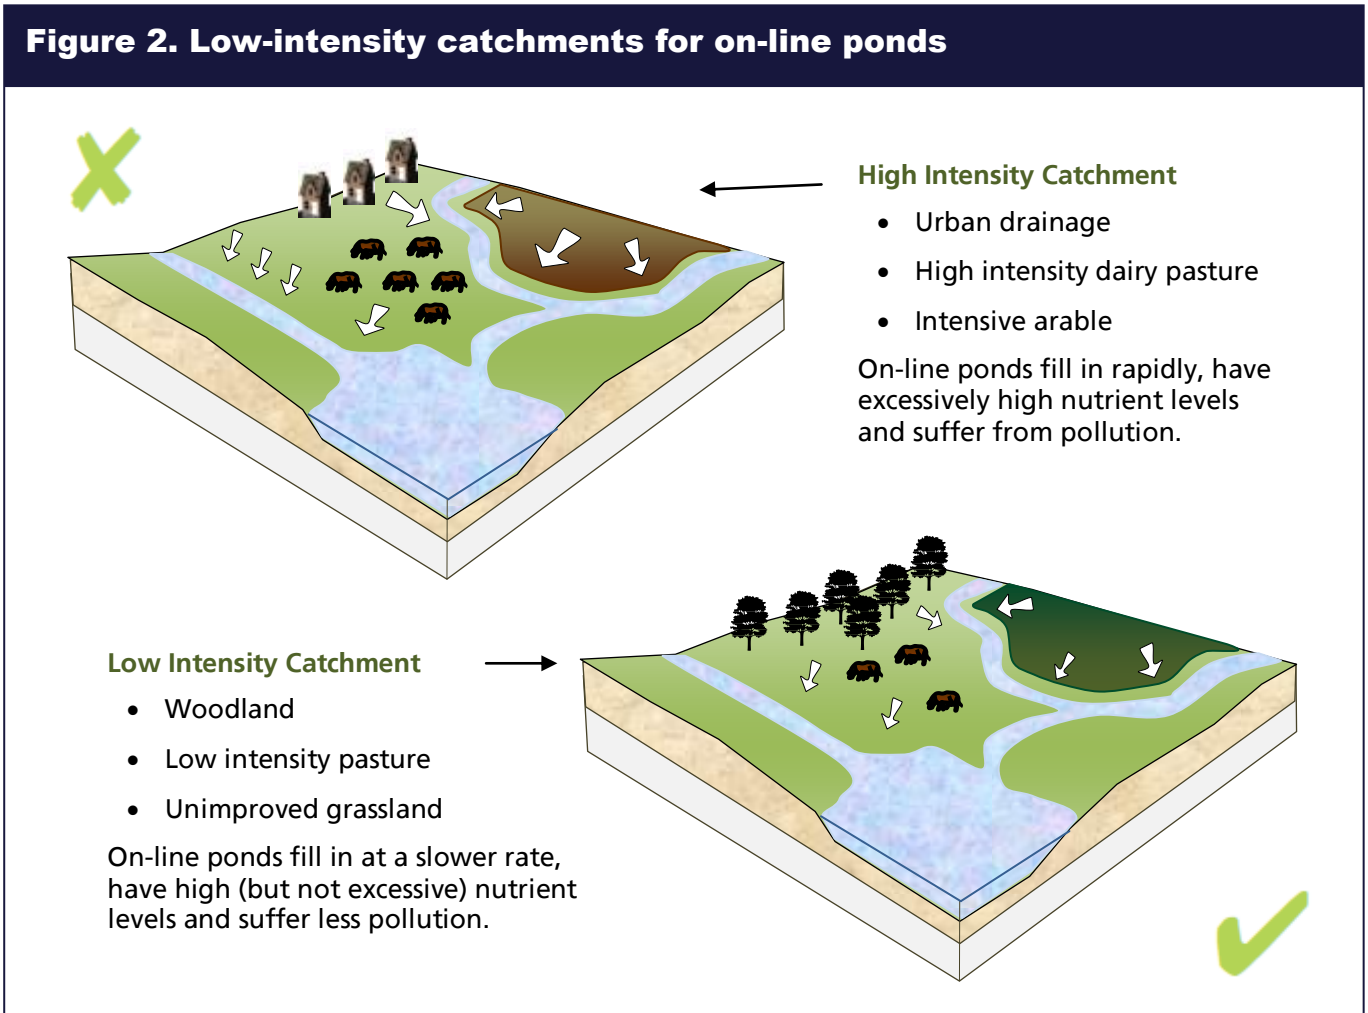 Figure 2. Low-intensity catchments for on-line ponds
High Intensity Catchment
• Urban drainage
• High intensity dairy pasture
• Intensive arable
On-line ponds fill in rapidly, have
excessively high nutrient levels
and suffer from pollution.
Low Intensity Catchment
• Woodland
• Low intensity pasture
• Unimproved grassland
On-line ponds fill in at a slower rate,
have high (but not excessive) nutrient
levels and suffer less pollution.